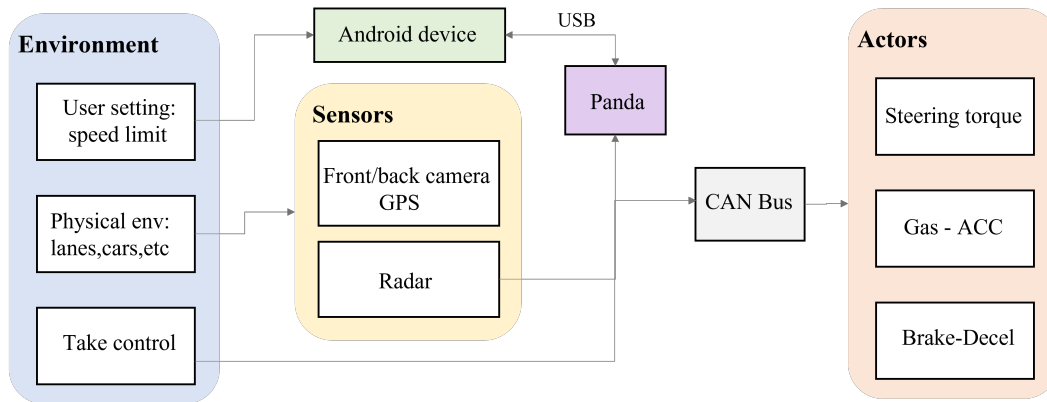 Environment
User setting:
speed limit
Physical env:
lanes,cars,etc
Take control
Android device
USB
Panda
Sensors
Front/back camera
GPS
Radar
CAN Bus
Actors
Steering torque
Gas - ACC
Brake-Decel